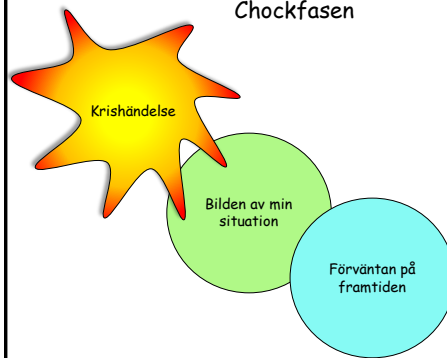 Chockfasen
Krishändelse
Bilden av min
situation
Förväntan på
framtiden